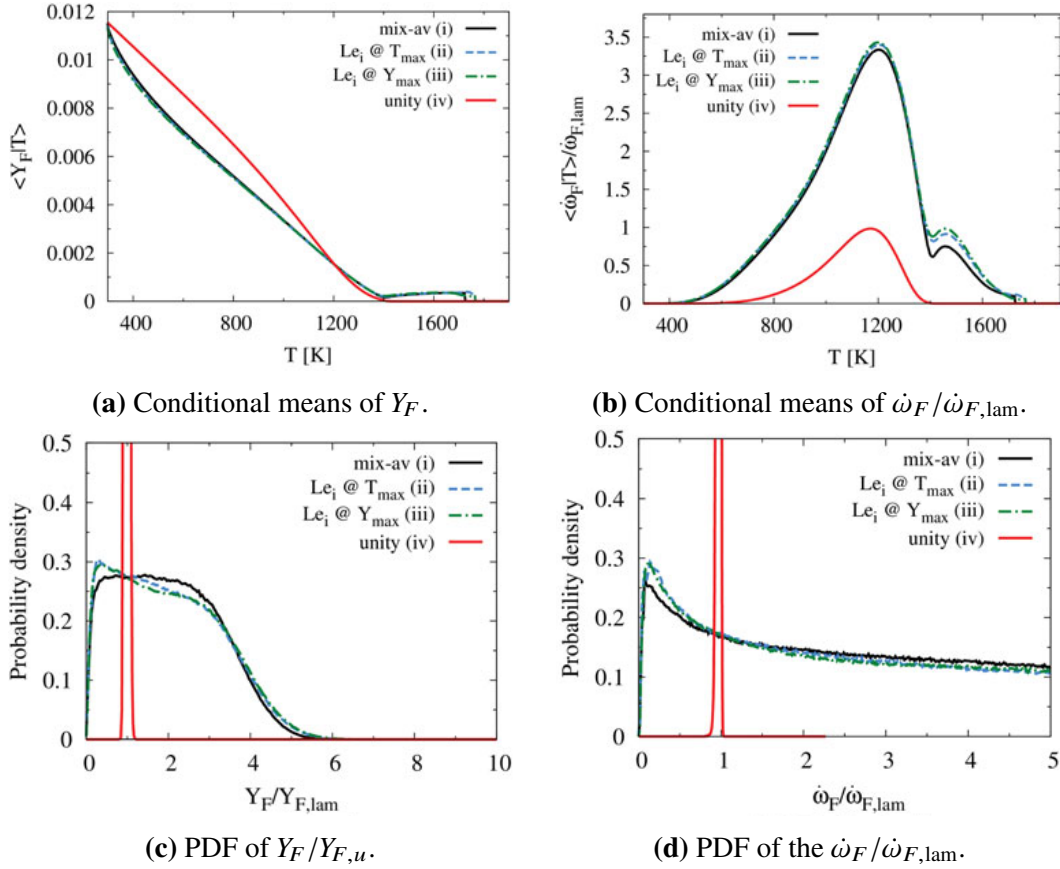 0.012
0.01
0.008
0.006
0.004
0.002
0
<Y_F|T>
mix-av (i)
Le_i @ T_max (ii)
Le_i @ Y_max (iii)
unity (iv)
400 800 1200 1600
T [K]
(a) Conditional means of Y_F.
3.5
3
2.5
2
1.5
1
0.5
0
<ω̇_F|T>/ω̇_F,lam
mix-av (i)
Le_i @ T_max (ii)
Le_i @ Y_max (iii)
unity (iv)
400 800 1200 1600
T [K]
(b) Conditional means of ω̇_F/ω̇_F,lam.
0.5
0.4
0.3
0.2
0.1
0
Probability density
mix-av (i)
Le_i @ T_max (ii)
Le_i @ Y_max (iii)
unity (iv)
0 2 4 6 8 10
Y_F/Y_F,lam
(c) PDF of Y_F/Y_F,u.
0.5
0.4
0.3
0.2
0.1
0
Probability density
mix-av (i)
Le_i @ T_max (ii)
Le_i @ Y_max (iii)
unity (iv)
0 1 2 3 4 5
ω̇_F/ω̇_F,lam
(d) PDF of the ω̇_F/ω̇_F,lam.